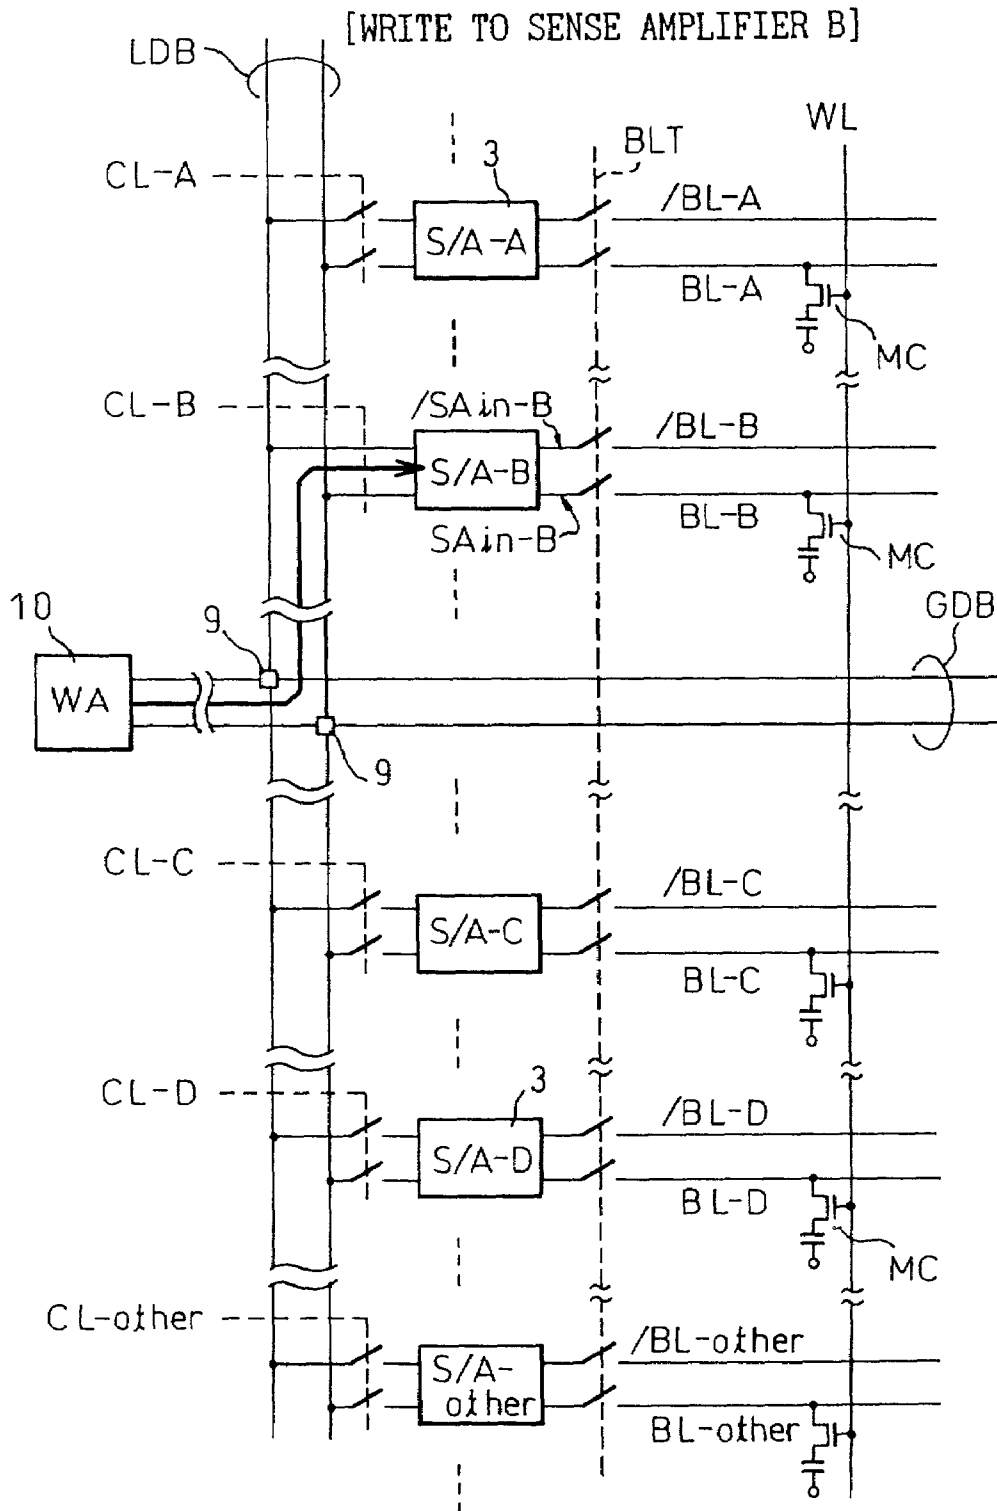 [WRITE TO SENSE AMPLIFIER B]
LDB
WL
BLT
CL-A
3
/BL-A
S/A-A
BL-A
MC
CL-B
/SAin-B
/BL-B
S/A-B
SAin-B
BL-B
MC
10
9
GDB
WA
9
CL-C
/BL-C
S/A-C
BL-C
CL-D
3
/BL-D
S/A-D
BL-D
MC
CL-other
/BL-other
S/A-
other
BL-other